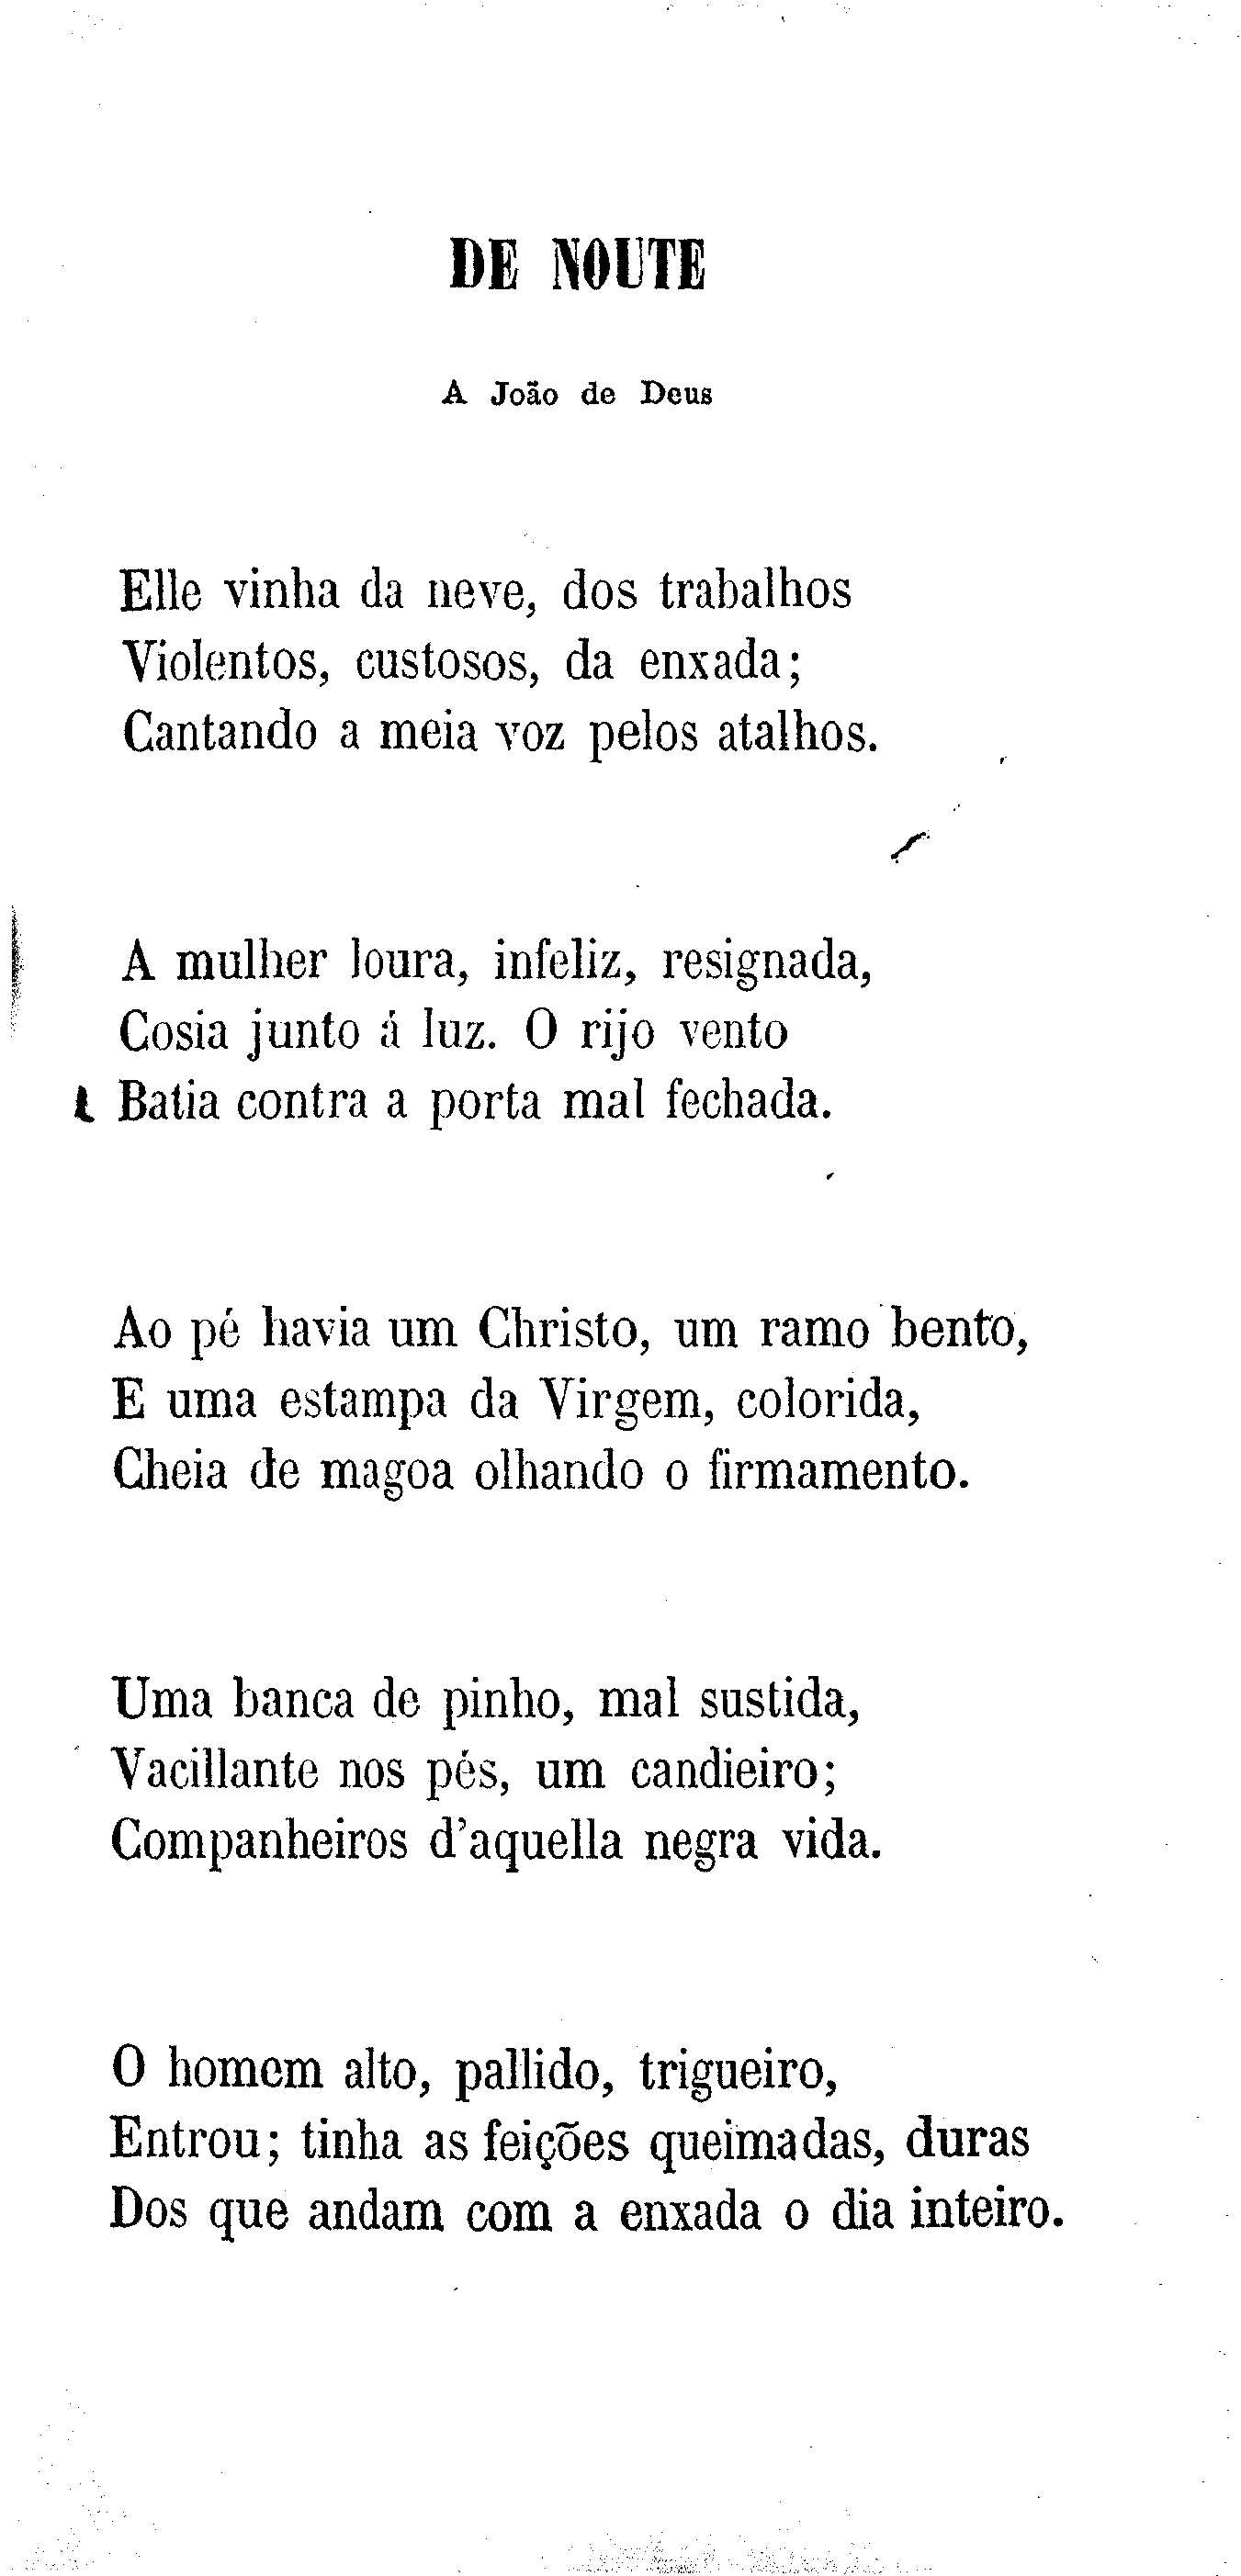 DE NOUTE
A João de Deus
Elle vinha da neve, dos trabalhos
Violentos, custosos, da enxada;
Cantando a meia voz pelos atalhos.
A mulher loura, infeliz, resignada,
Cosia junto á luz. O rijo vento
Batia contra a porta mal fechada.
Ao pé havia um Christo, um ramo bento,
E uma estampa da Virgem, colorida,
Cheia de magoa olhando o firmamento.
Uma banca de pinho, mal sustida,
Vacillante nos pés, um candieiro;
Companheiros d'aquella negra vida.
O homem alto, pallido, trigueiro,
Entrou; tinha as feições queimadas, duras
Dos que andam com a enxada o dia inteiro.